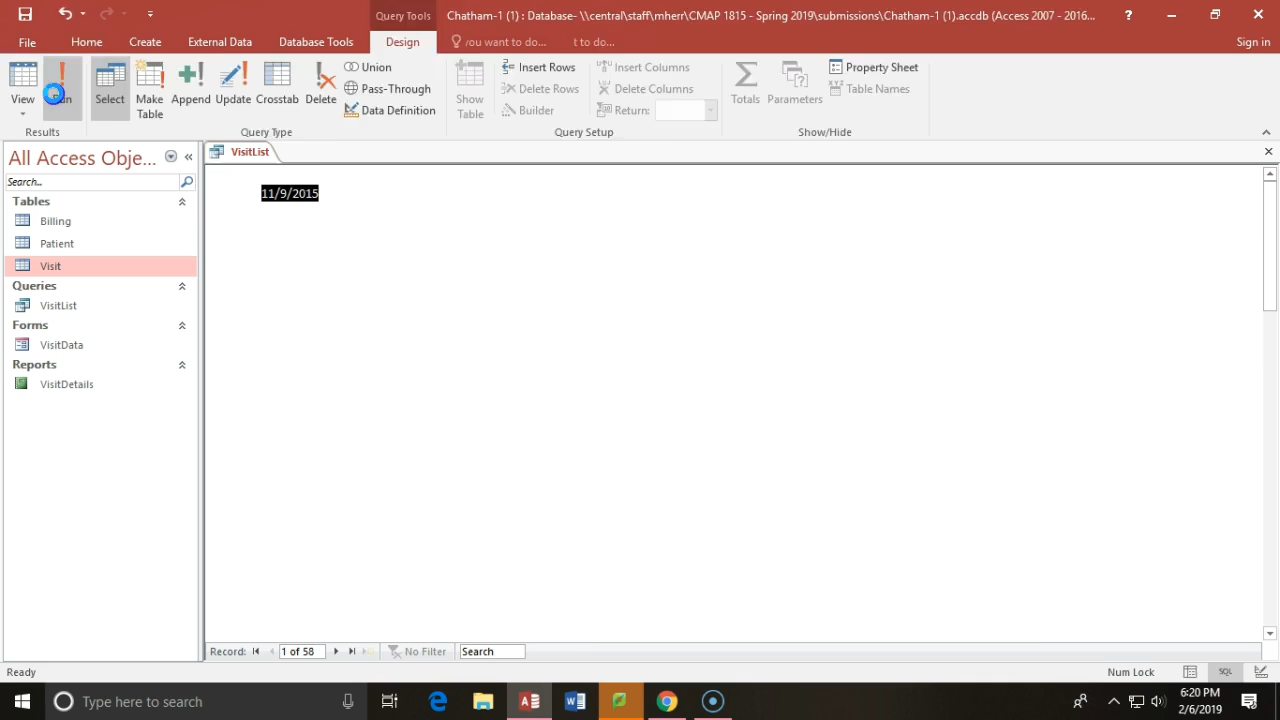 Query Tools
Chatham-1 (1) : Database- \\central\staff\mherr\CMAP 1815 - Spring 2019\submissions\Chatham-1 (1).accdb (Access 2007 - 2016...
?
File
Home
Create
External Data
Database Tools
Design
you want to do...
t to do...
Sign in
View
Select
Make Table
Append
Update
Crosstab
Delete
Union
Pass-Through
Data Definition
Show Table
Insert Rows
Delete Rows
Builder
Insert Columns
Delete Columns
Return:
Totals
Parameters
Property Sheet
Table Names
Results
Query Type
Query Setup
Show/Hide
All Access Obje...
VisitList
Search...
11/9/2015
Tables
Billing
Patient
Visit
Queries
VisitList
Forms
VisitData
Reports
VisitDetails
Record:
1 of 58
No Filter
Search
Ready
Num Lock
SQL
Type here to search
6:20 PM
2/6/2019